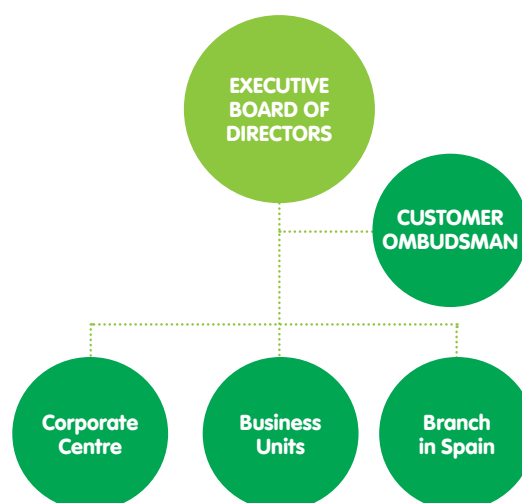 EXECUTIVE
BOARD OF
DIRECTORS
CUSTOMER
OMBUDSMAN
Corporate
Centre
Business
Units
Branch
in Spain